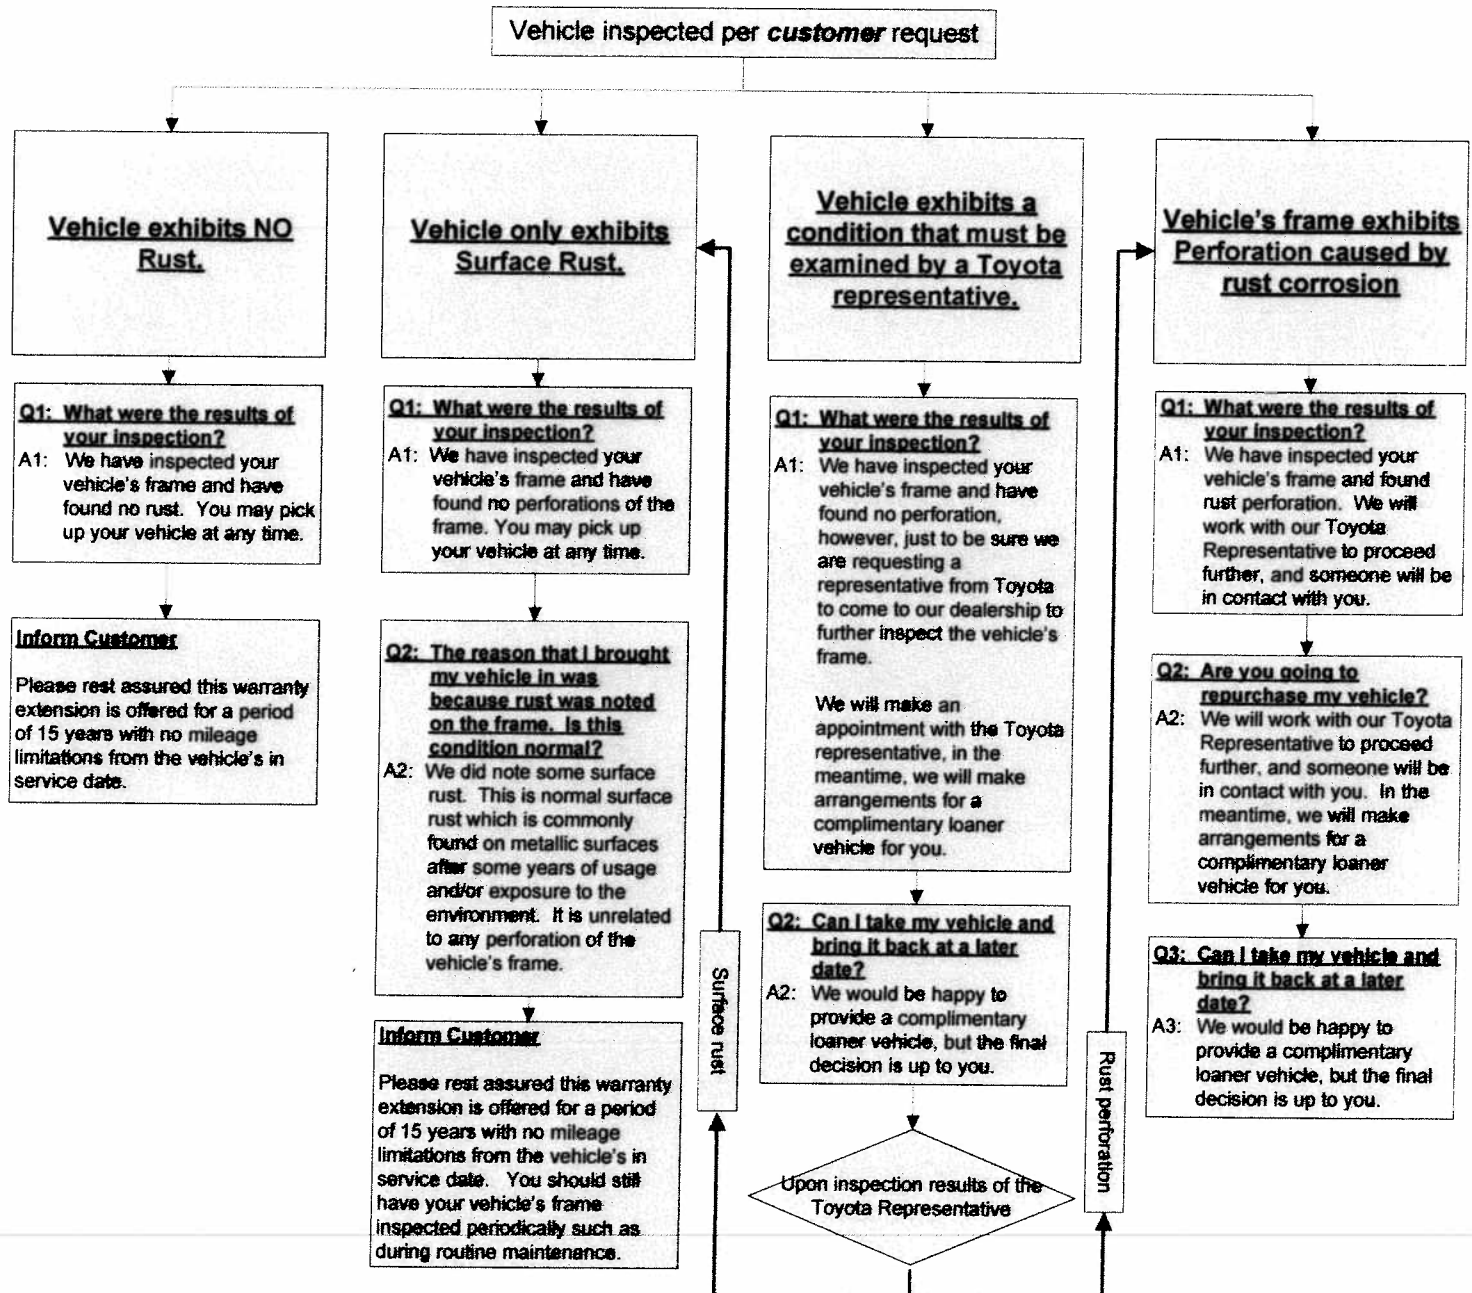 Vehicle inspected per customer request
Vehicle exhibits NO
Rust.
Q1: What were the results of
your inspection?
A1: We have inspected your
vehicle's frame and have
found no rust. You may pick
up your vehicle at any time.
Inform Customer
Please rest assured this warranty
extension is offered for a period
of 15 years with no mileage
limitations from the vehicle's in
service date.
Vehicle only exhibits
Surface Rust.
Q1: What were the results of
your inspection?
A1: We have inspected your
vehicle's frame and have
found no perforations of the
frame. You may pick up
your vehicle at any time.
Q2: The reason that I brought
my vehicle in was
because rust was noted
on the frame. Is this
condition normal?
A2: We did note some surface
rust. This is normal surface
rust which is commonly
found on metallic surfaces
after some years of usage
and/or exposure to the
environment. It is unrelated
to any perforation of the
vehicle's frame.
Inform Customer
Please rest assured this warranty
extension is offered for a period
of 15 years with no mileage
limitations from the vehicle's in
service date. You should still
have your vehicle's frame
inspected periodically such as
during routine maintenance.
Surface rust
Vehicle exhibits a
condition that must be
examined by a Toyota
representative.
Q1: What were the results of
your inspection?
A1: We have inspected your
vehicle's frame and have
found no perforation,
however, just to be sure we
are requesting a
representative from Toyota
to come to our dealership to
further inspect the vehicle's
frame.
We will make an
appointment with the Toyota
representative, in the
meantime, we will make
arrangements for a
complimentary loaner
vehicle for you.
Q2: Can I take my vehicle and
bring it back at a later
date?
A2: We would be happy to
provide a complimentary
loaner vehicle, but the final
decision is up to you.
Upon inspection results of the
Toyota Representative
Rust perforation
Vehicle's frame exhibits
Perforation caused by
rust corrosion
Q1: What were the results of
your inspection?
A1: We have inspected your
vehicle's frame and found
rust perforation. We will
work with our Toyota
Representative to proceed
further, and someone will be
in contact with you.
Q2: Are you going to
repurchase my vehicle?
A2: We will work with our Toyota
Representative to proceed
further, and someone will be
in contact with you. In the
meantime, we will make
arrangements for a
complimentary loaner
vehicle for you.
Q3: Can I take my vehicle and
bring it back at a later
date?
A3: We would be happy to
provide a complimentary
loaner vehicle, but the final
decision is up to you.